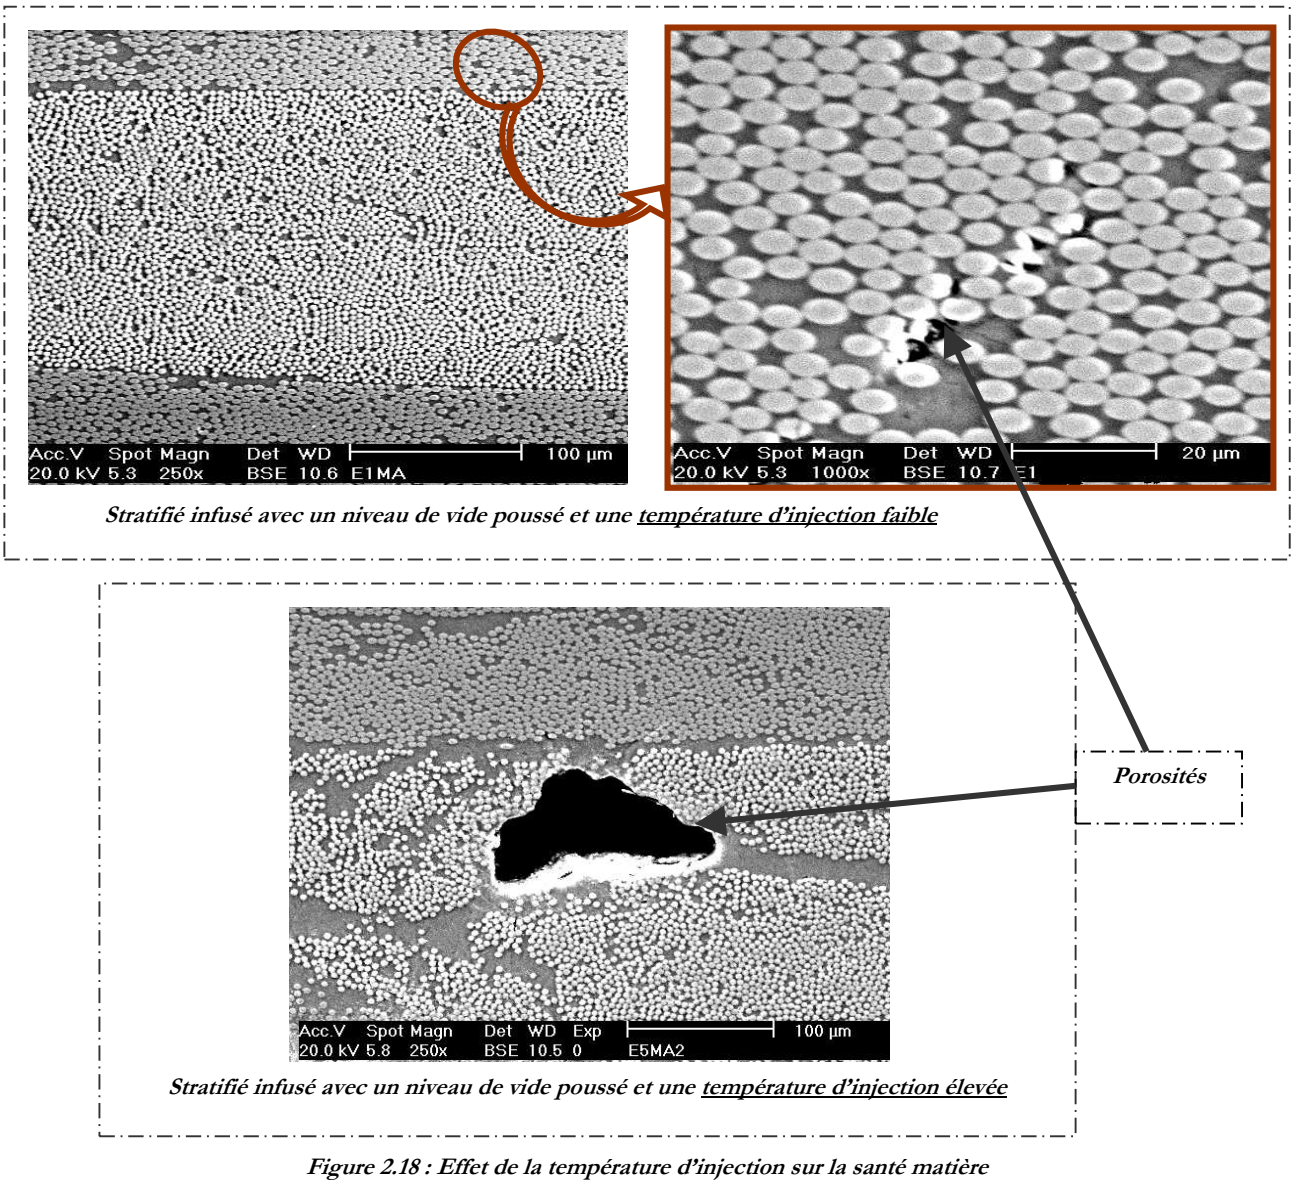 Acc.V Spot Magn Det WD 100 µm
20.0 kV 5.3 250x BSE 10.6 E1MA
Acc.V Spot Magn Det WD 20 µm
20.0 kV 5.3 1000x BSE 10.7 E1
Stratifié infusé avec un niveau de vide poussé et une température d'injection faible
Porosités
Acc.V Spot Magn Det WD Exp 100 µm
20.0 kV 5.8 250x BSE 10.5 0 E5MA2
Stratifié infusé avec un niveau de vide poussé et une température d'injection élevée
Figure 2.18 : Effet de la température d'injection sur la santé matière